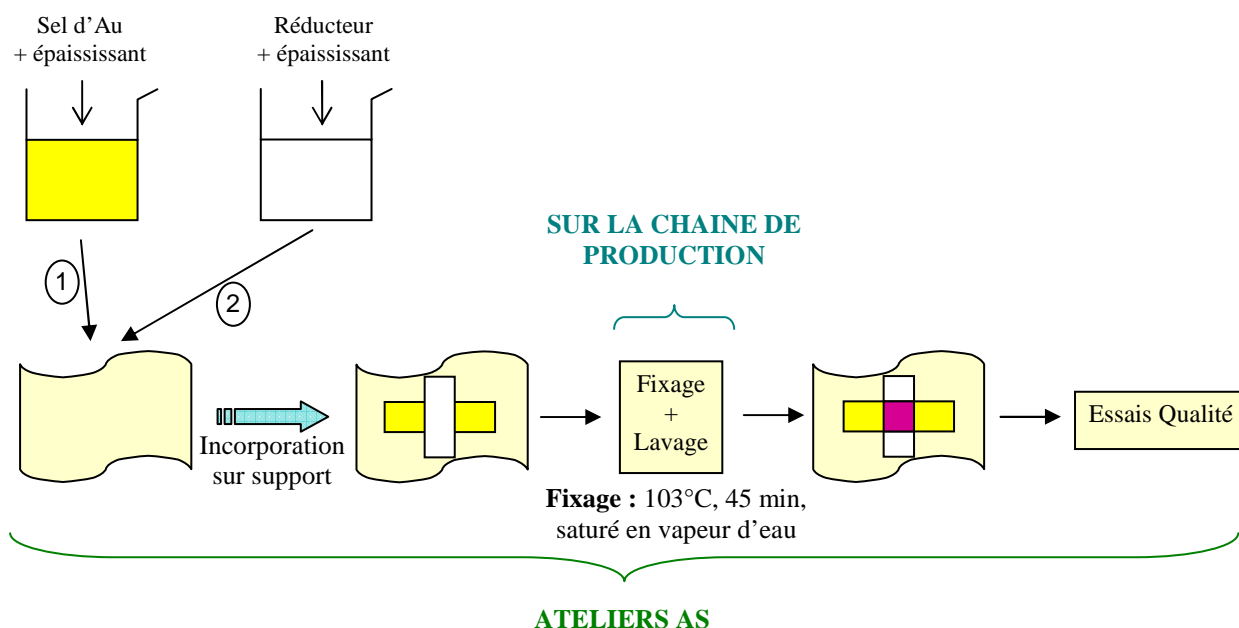 Sel d'Au
+ épaississant
Réducteur
+ épaississant
SUR LA CHAINE DE
PRODUCTION
1
2
Incorporation
sur support
Fixage
+
Lavage
Essais Qualité
Fixage : 103°C, 45 min,
saturé en vapeur d'eau
ATELIERS AS